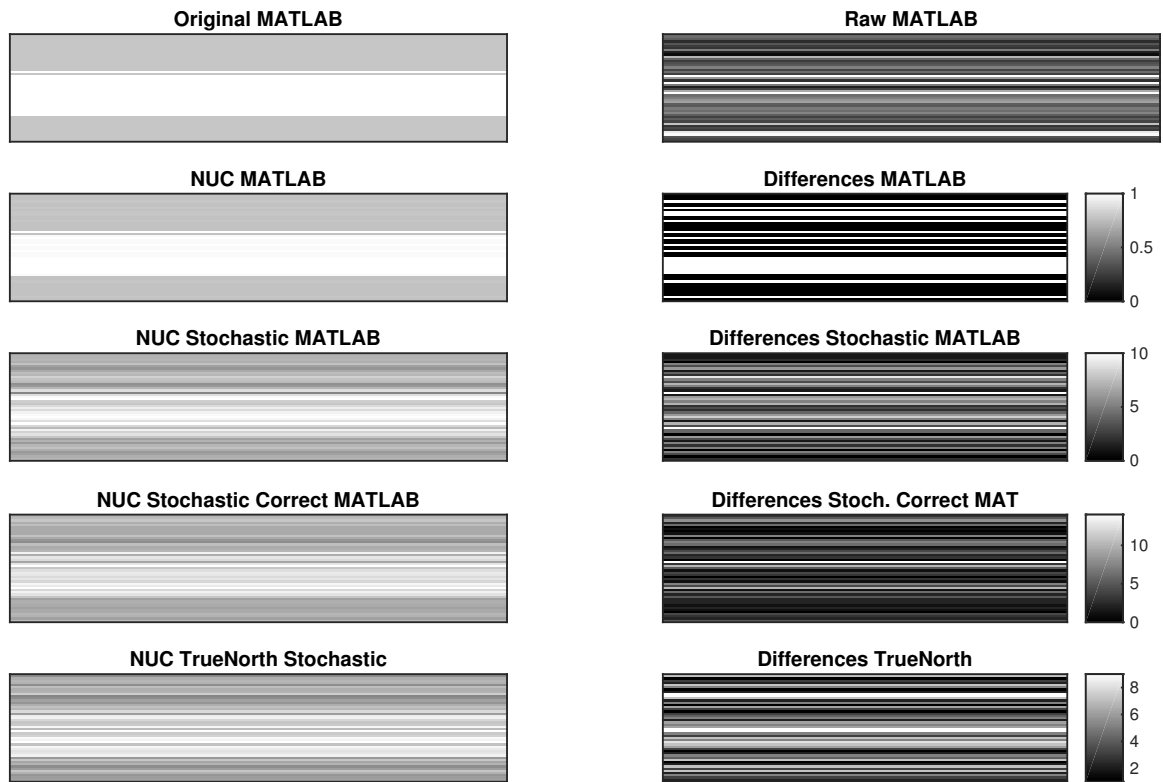 Original MATLAB
Raw MATLAB
NUC MATLAB
Differences MATLAB
1
0.5
0
NUC Stochastic MATLAB
Differences Stochastic MATLAB
10
5
0
NUC Stochastic Correct MATLAB
Differences Stoch. Correct MAT
10
5
0
NUC TrueNorth Stochastic
Differences TrueNorth
8
6
4
2